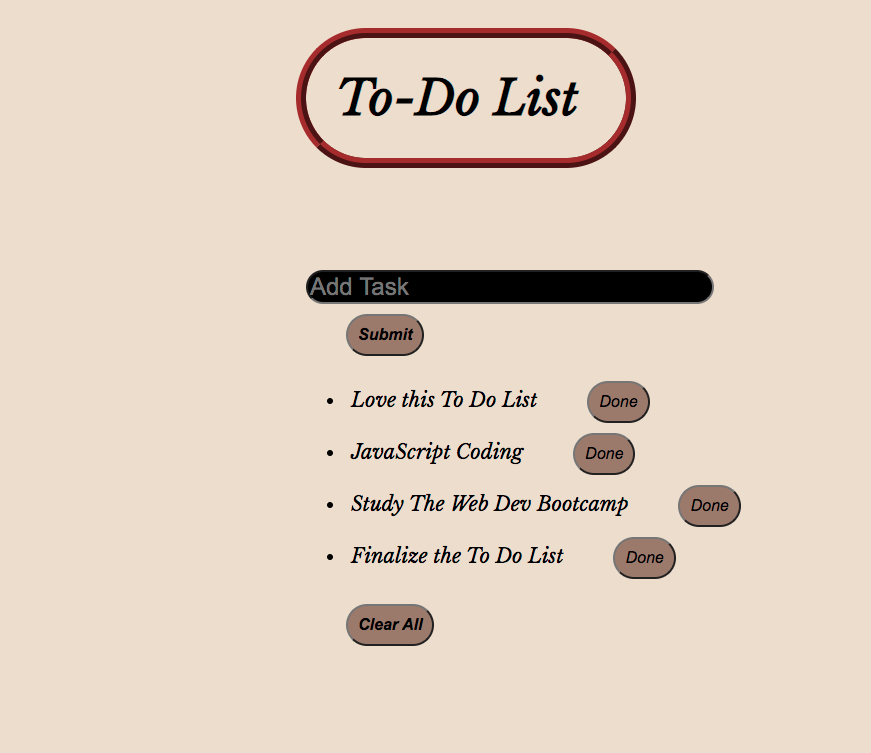 To-Do List
Add Task
Submit
Love this To Do List Done
JavaScript Coding Done
Study The Web Dev Bootcamp Done
Finalize the To Do List Done
Clear All